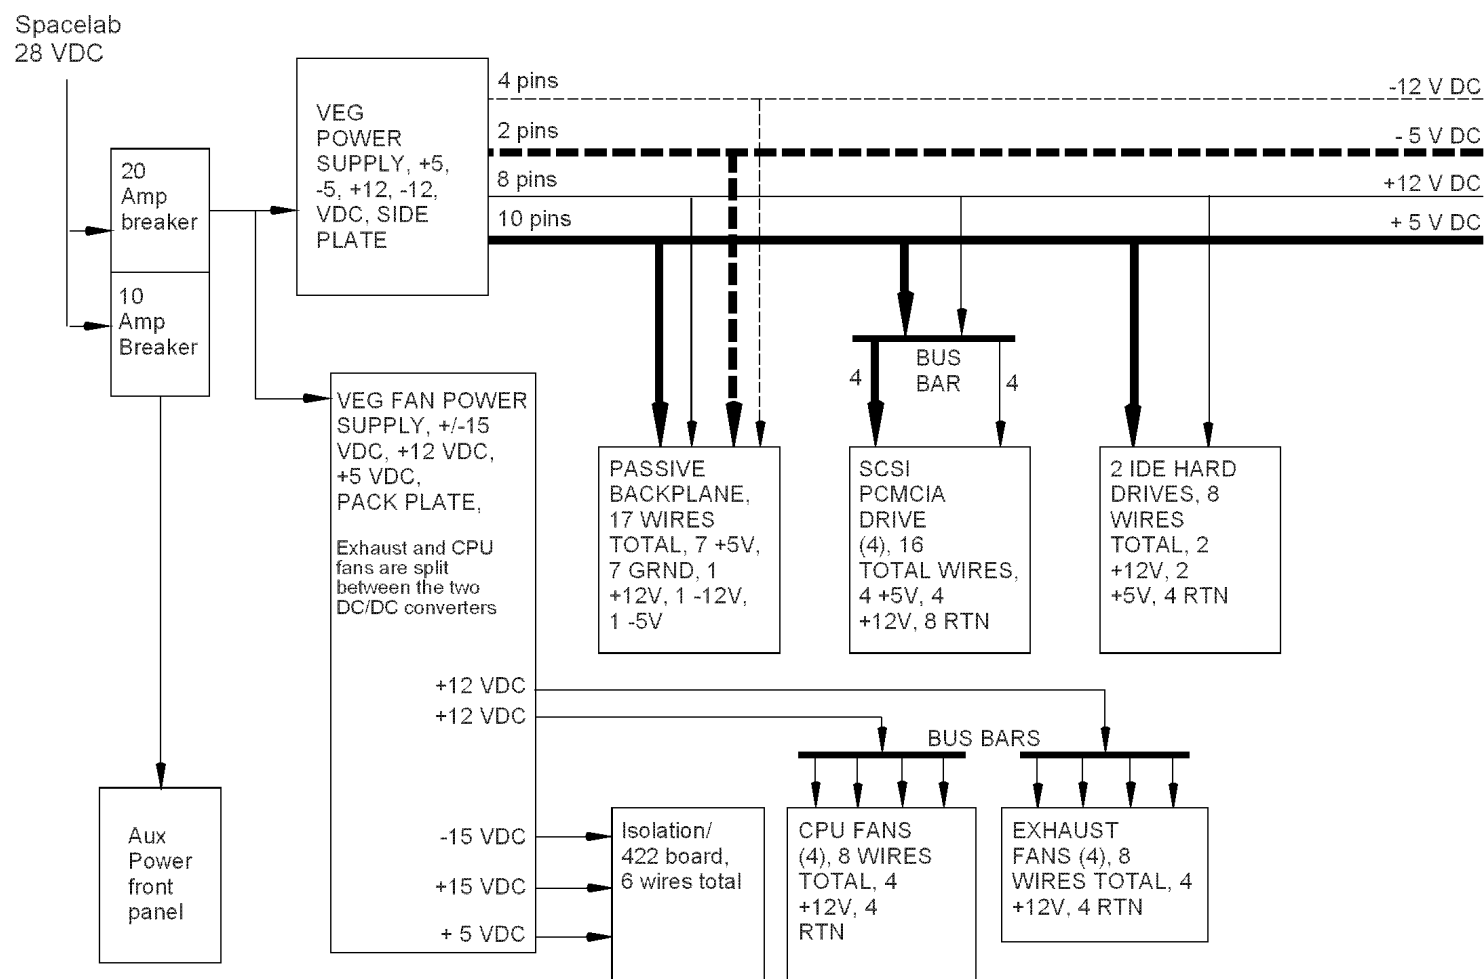 Spacelab
28 VDC
20
Amp
breaker
10
Amp
Breaker
VEG
POWER
SUPPLY, +5,
-5, +12, -12,
VDC, SIDE
PLATE
4 pins
-12 V DC
2 pins
- 5 V DC
8 pins
+12 V DC
10 pins
+ 5 V DC
BUS
BAR
4
4
VEG FAN POWER
SUPPLY, +/-15
VDC, +12 VDC,
+5 VDC,
PACK PLATE,
Exhaust and CPU
fans are split
between the two
DC/DC converters
PASSIVE
BACKPLANE,
17 WIRES
TOTAL, 7 +5V,
7 GRND, 1
+12V, 1 -12V,
1 -5V
SCSI
PCMCIA
DRIVE
(4), 16
TOTAL WIRES,
4 +5V, 4
+12V, 8 RTN
2 IDE HARD
DRIVES, 8
WIRES
TOTAL, 2
+12V, 2
+5V, 4 RTN
+12 VDC
+12 VDC
BUS BARS
-15 VDC
+15 VDC
+ 5 VDC
Aux
Power
front
panel
Isolation/
422 board,
6 wires total
CPU FANS
(4), 8 WIRES
TOTAL, 4
+12V, 4
RTN
EXHAUST
FANS (4), 8
WIRES TOTAL, 4
+12V, 4 RTN